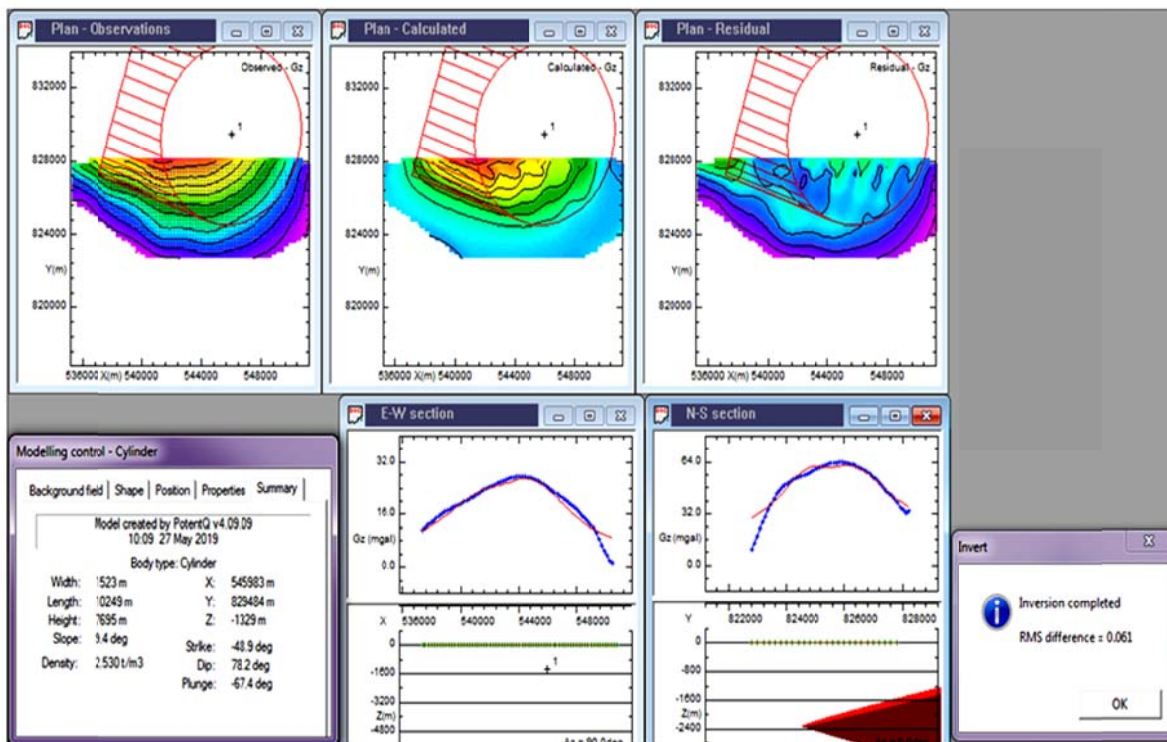 Plan - Observations
Observed - Gz
1
832000
828000
824000
Y(m)
820000
536000 X(m) 540000 544000 548000
Plan - Calculated
Calculated - Gz
1
832000
828000
824000
Y(m)
820000
536000 X(m) 540000 544000 548000
Plan - Residual
Residual - Gz
1
832000
828000
824000
Y(m)
820000
536000 X(m) 540000 544000 548000
Modelling control - Cylinder
Background field Shape Position Properties Summary
Model created by PotentQ v4.09.09
10:09 27 May 2019
Body type: Cylinder
Width: 1523 m X: 545983 m
Length: 10249 m Y: 829484 m
Height: 7695 m Z: -1329 m
Slope: 9.4 deg Strike: -48.9 deg
Density: 2.530 t/m3 Dip: 78.2 deg
Plunge: -67.4 deg
E-W section
32.0
16.0
Gz (mgal)
0.0
X 540000 544000 548000
0
1
-1600
-3200
Z(m)
-4800
N-S section
64.0
32.0
Gz (mgal)
0.0
Y 822000 824000 826000 828000
0
-800
-1600
Z(m)
-2400
Invert
Inversion completed
RMS difference = 0.061
OK